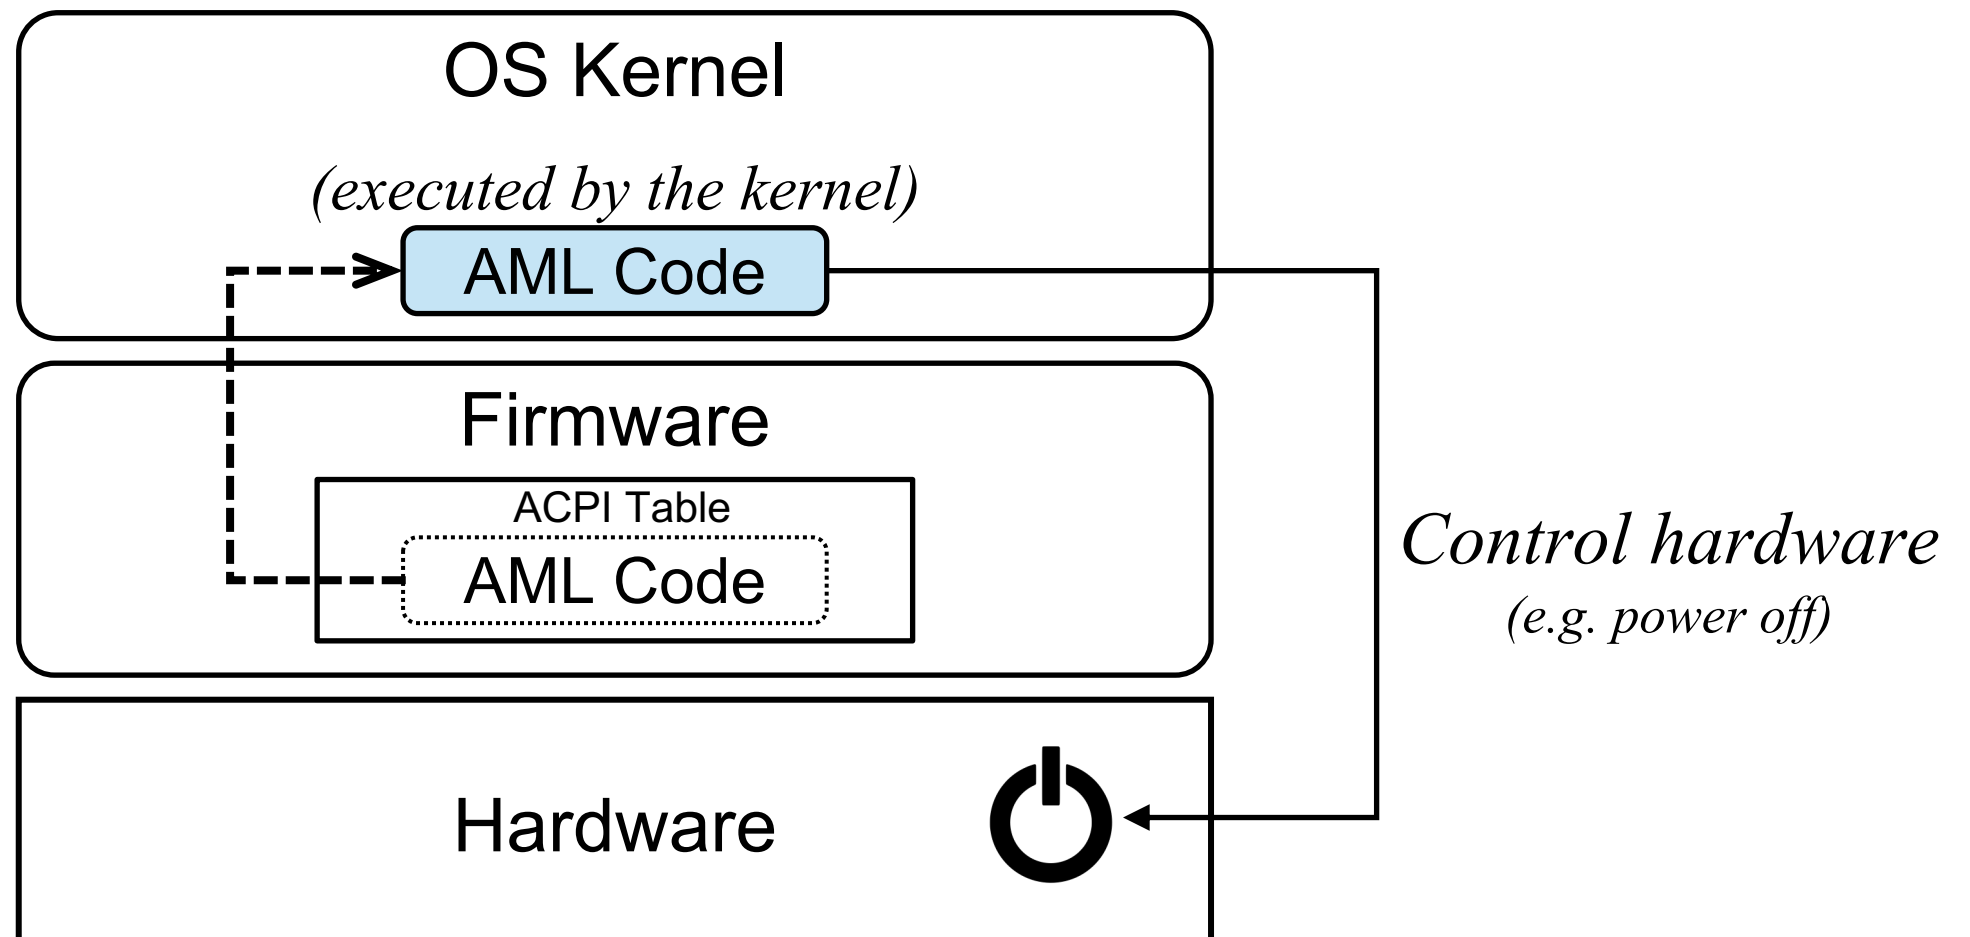 OS Kernel
(executed by the kernel)
AML Code
Firmware
ACPI Table
AML Code
Control hardware
(e.g. power off)
Hardware